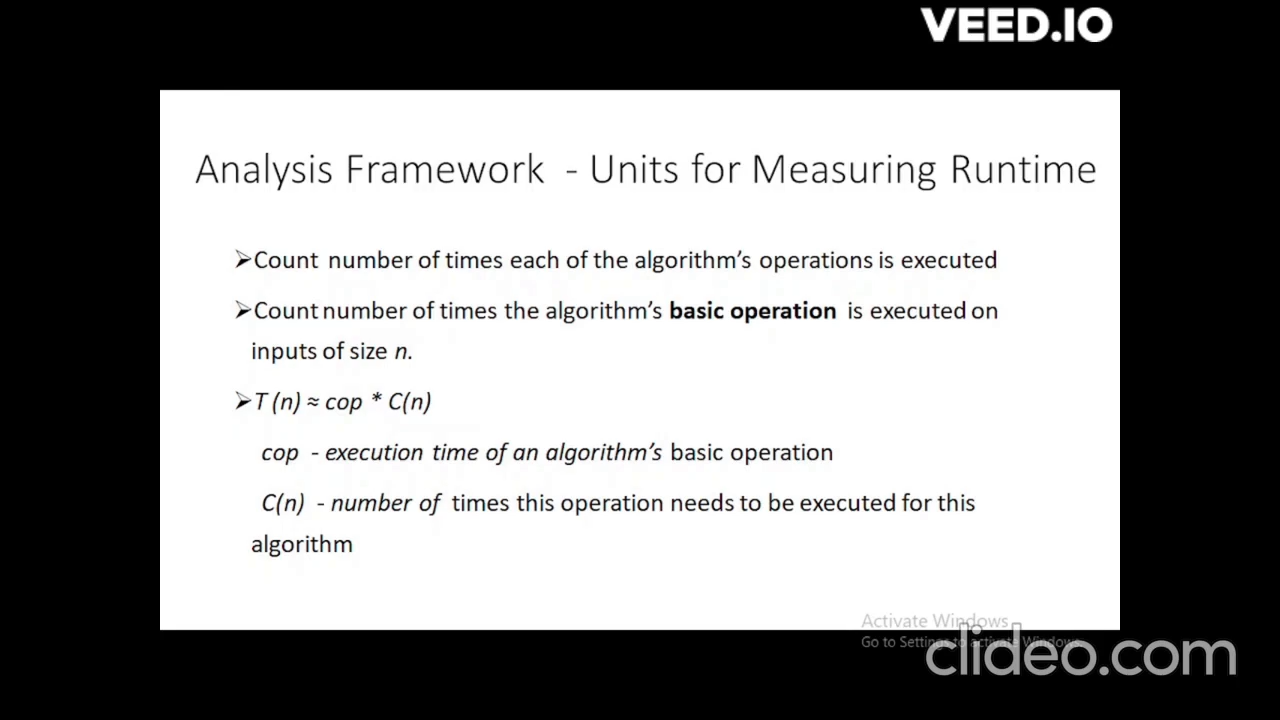 VEED.IO
Analysis Framework - Units for Measuring Runtime
➢Count number of times each of the algorithm's operations is executed
➢Count number of times the algorithm's basic operation is executed on
inputs of size n.
➢T (n) ≈ cop * C(n)
cop - execution time of an algorithm's basic operation
C(n) - number of times this operation needs to be executed for this
algorithm
Activate Windows
Go to Settings to activate Windows.
clideo.com